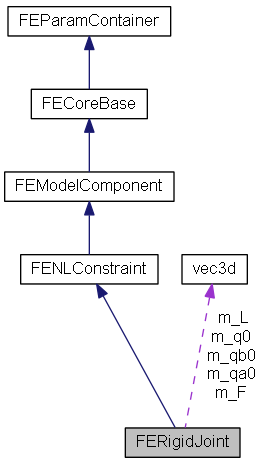 FEParamContainer
FECoreBase
FEModelComponent
FENLConstraint
vec3d
m_L
m_q0
m_qb0
m_qa0
m_F
FERigidJoint